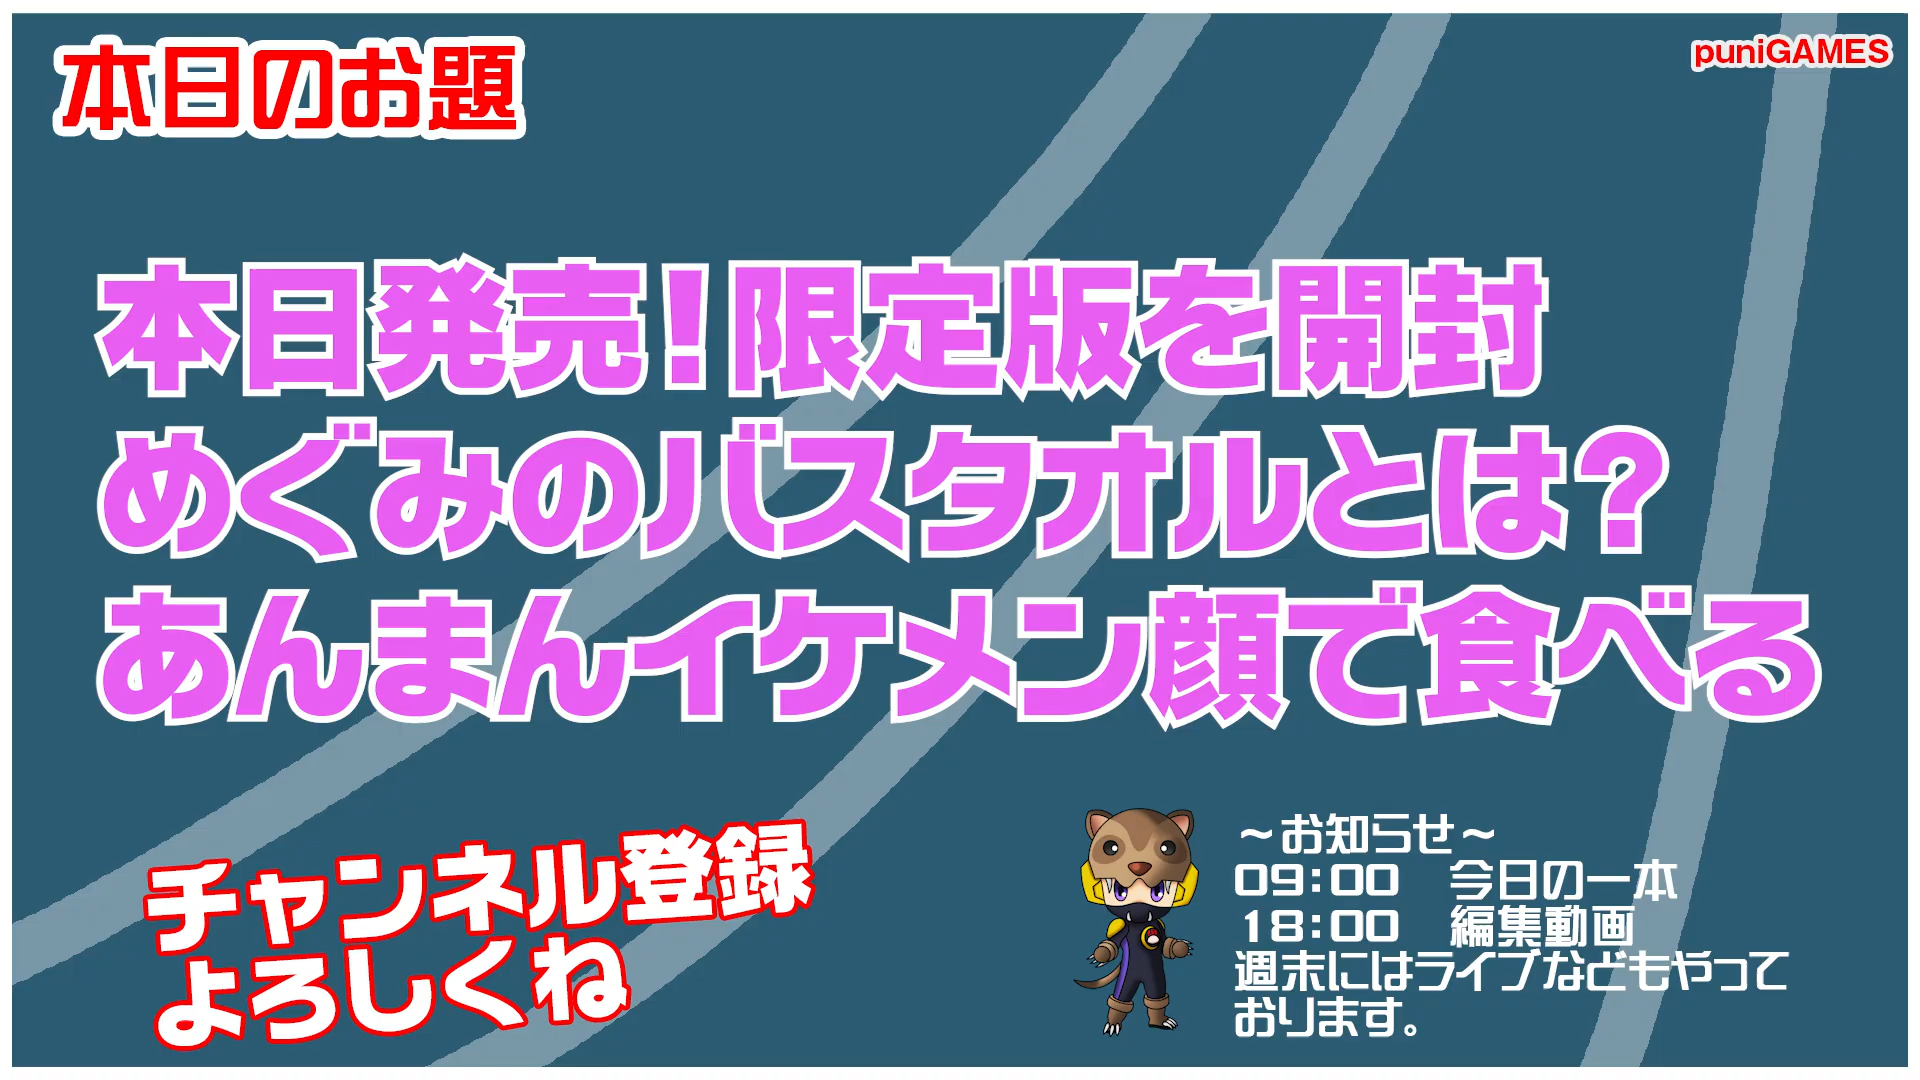 本日のお題
puniGAMES
本日発売！限定版を開封
めぐみのバスタオルとは？
あんまんイケメン顔で食べる
チャンネル登録
よろしくね
～お知らせ～
09：00　今日の一本
18：00　編集動画
週末にはライブなどもやって
おります。